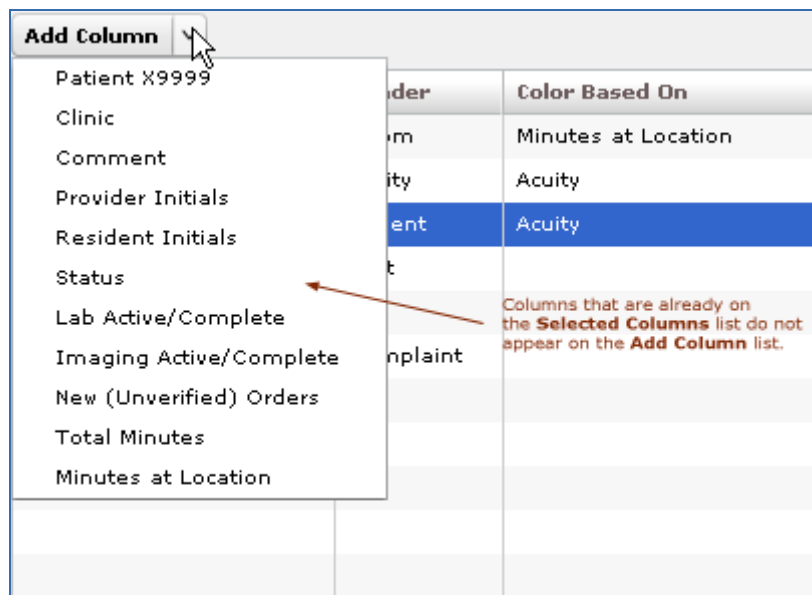 Add Column
Patient X9999
Clinic
Comment
Provider Initials
Resident Initials
Status
Lab Active/Complete
Imaging Active/Complete
New (Unverified) Orders
Total Minutes
Minutes at Location
Color Based On
Minutes at Location
Acuity
Acuity
Columns that are already on
the Selected Columns list do not
appear on the Add Column list.